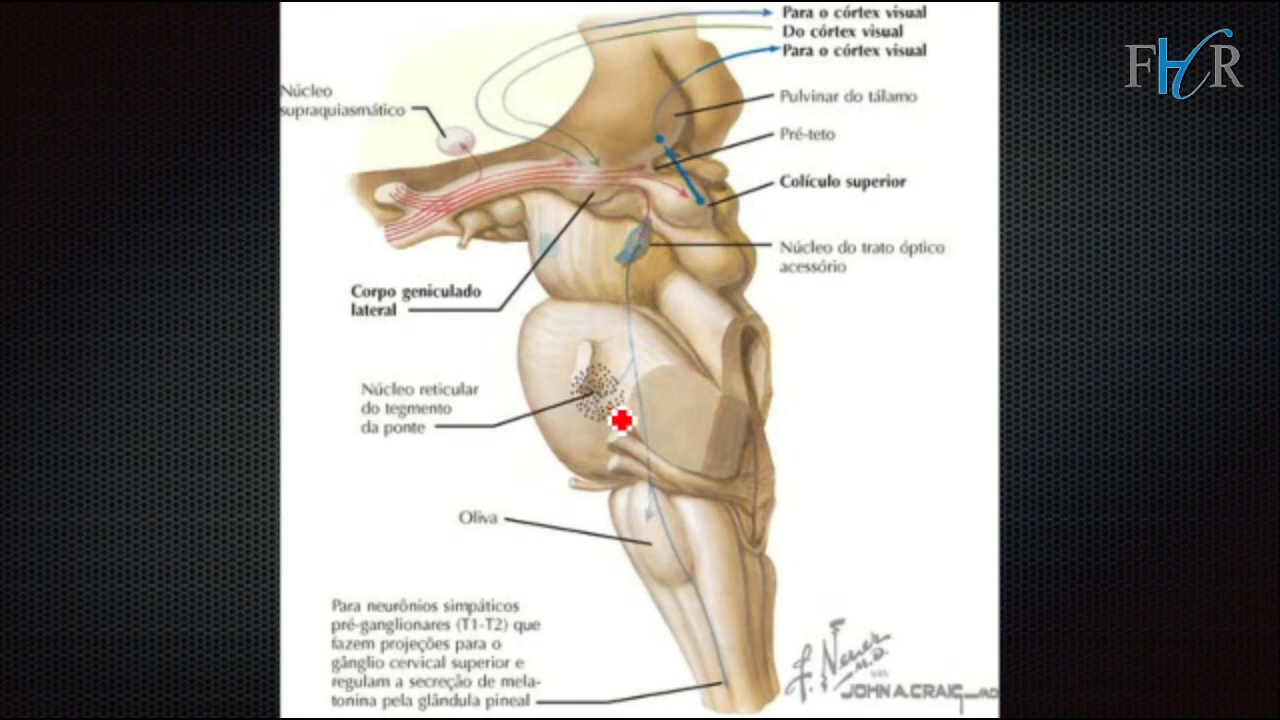 Para o córtex visual
Do córtex visual
Para o córtex visual
FHCR
Núcleo
supraquiasmático
Pulvinar do tálamo
Pré-teto
Colículo superior
Núcleo do trato óptico
acessório
Corpo geniculado
lateral
Núcleo reticular
do tegmento
da ponte
Oliva
Para neurônios simpáticos
pré-ganglionares (T1-T2) que
fazem projeções para o
gânglio cervical superior e
regulam a secreção de mela-
tonina pela glândula pineal
F. Netter
M.D.
with
JOHN A. CRAIG MD